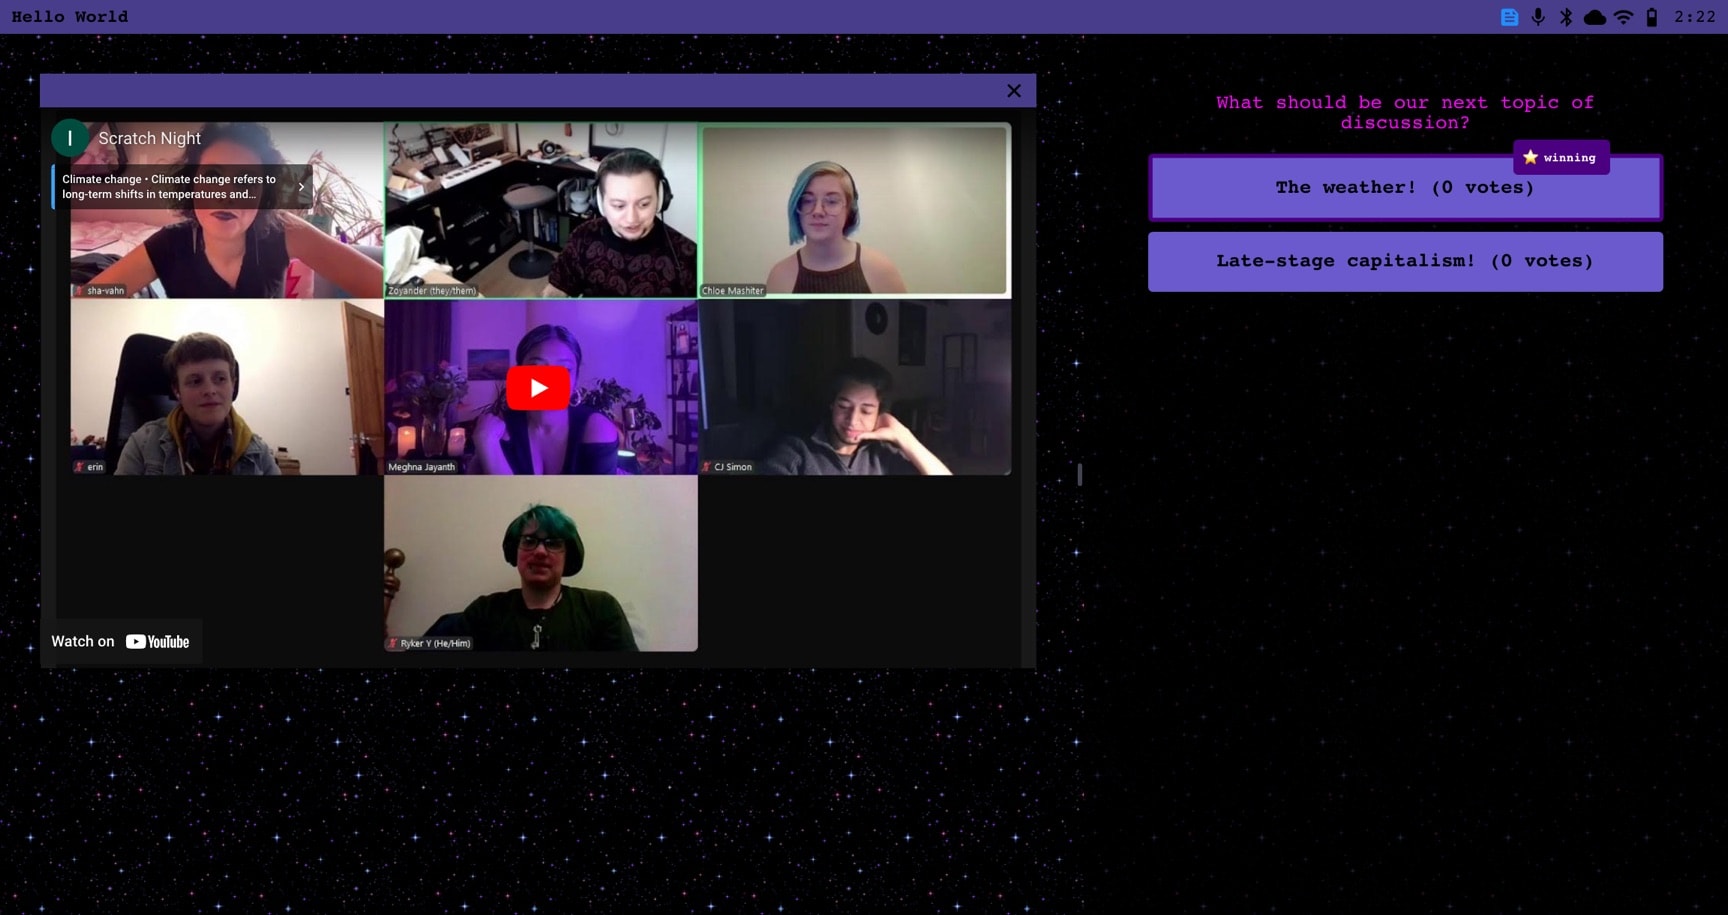 Hello World
2:22
Scratch Night
Climate change • Climate change refers to
long-term shifts in temperatures and...
sha-vahn
Zoyander (they/them)
Chloe Mashiter
erin
Meghna Jayanth
CJ Simon
Ryker Y (He/Him)
Watch on YouTube
What should be our next topic of
discussion?
winning
The weather! (0 votes)
Late-stage capitalism! (0 votes)